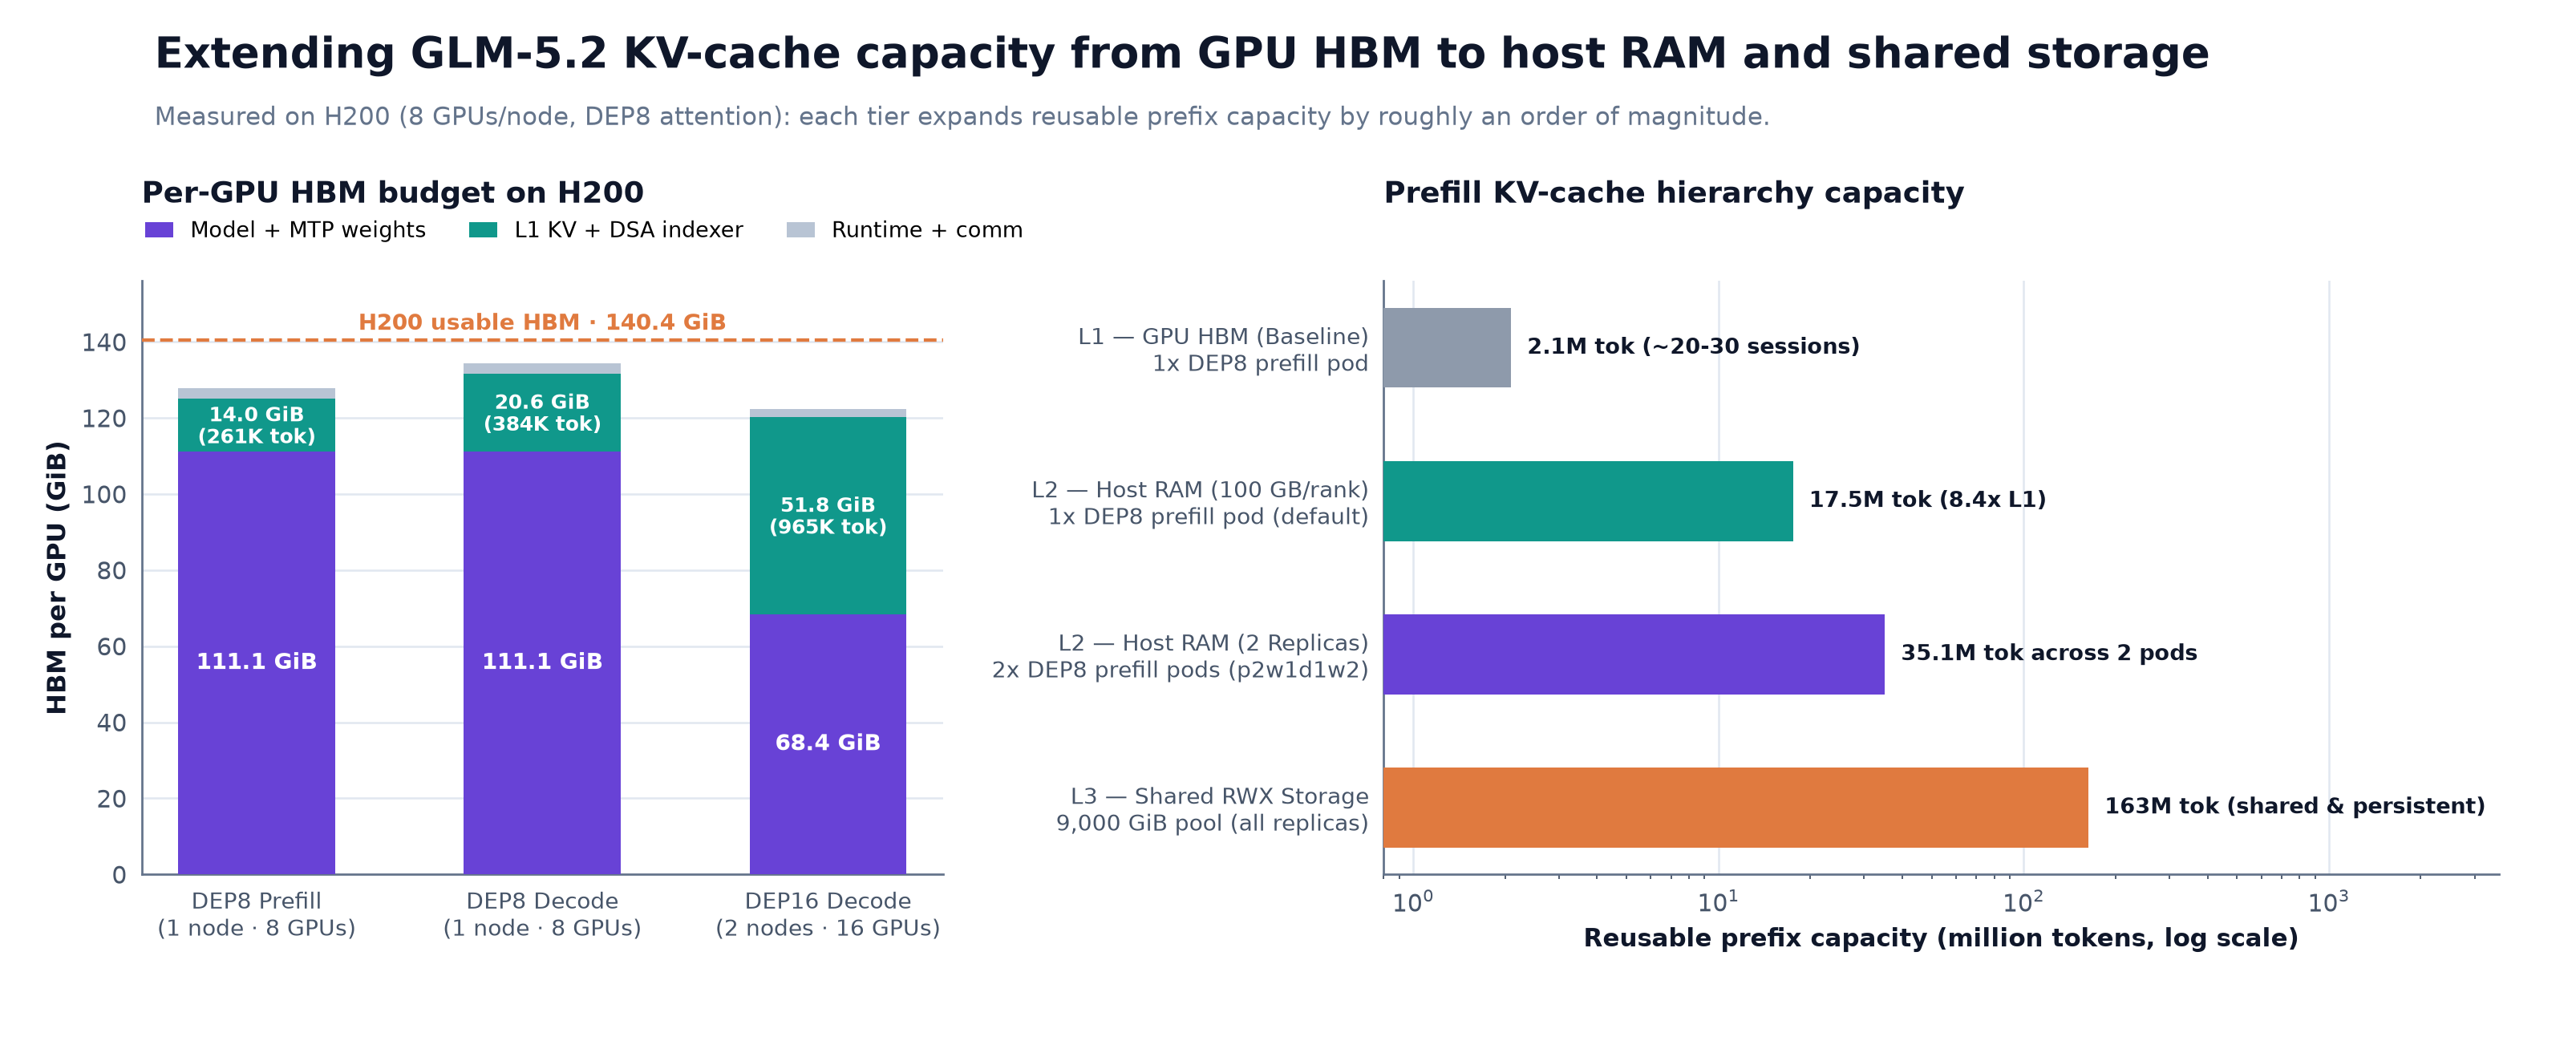 Extending GLM-5.2 KV-cache capacity from GPU HBM to host RAM and shared storage
Measured on H200 (8 GPUs/node, DEP8 attention): each tier expands reusable prefix capacity by roughly an order of magnitude.
Per-GPU HBM budget on H200
Model + MTP weights
L1 KV + DSA indexer
Runtime + comm
H200 usable HBM · 140.4 GiB
HBM per GPU (GiB)
140
120
100
80
60
40
20
0
14.0 GiB
(261K tok)
111.1 GiB
20.6 GiB
(384K tok)
111.1 GiB
51.8 GiB
(965K tok)
68.4 GiB
DEP8 Prefill
(1 node · 8 GPUs)
DEP8 Decode
(1 node · 8 GPUs)
DEP16 Decode
(2 nodes · 16 GPUs)
Prefill KV-cache hierarchy capacity
L1 — GPU HBM (Baseline)
1x DEP8 prefill pod
2.1M tok (~20-30 sessions)
L2 — Host RAM (100 GB/rank)
1x DEP8 prefill pod (default)
17.5M tok (8.4x L1)
L2 — Host RAM (2 Replicas)
2x DEP8 prefill pods (p2w1d1w2)
35.1M tok across 2 pods
L3 — Shared RWX Storage
9,000 GiB pool (all replicas)
163M tok (shared & persistent)
10⁰
10¹
10²
10³
Reusable prefix capacity (million tokens, log scale)